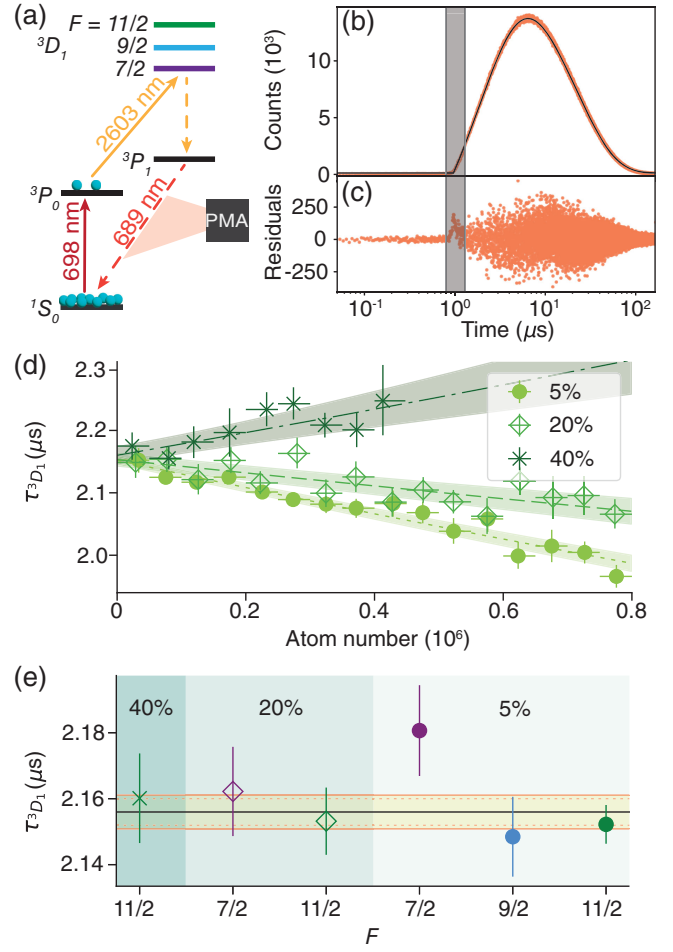 (a)
F = 11/2
³D₁
9/2
7/2
2603 nm
³P₁
³P₀
689 nm
PMA
698 nm
¹S₀
(b)
Counts (10³)
10
0
(c)
Residuals
250
0
-250
10⁻¹ 10⁰ 10¹ 10²
Time (μs)
(d)
τ³D₁ (μs)
2.3
2.2
2.1
2.0
5%
20%
40%
0 0.2 0.4 0.6 0.8
Atom number (10⁶)
(e)
40% 20% 5%
τ³D₁ (μs)
2.18
2.16
2.14
11/2 7/2 11/2 7/2 9/2 11/2
F